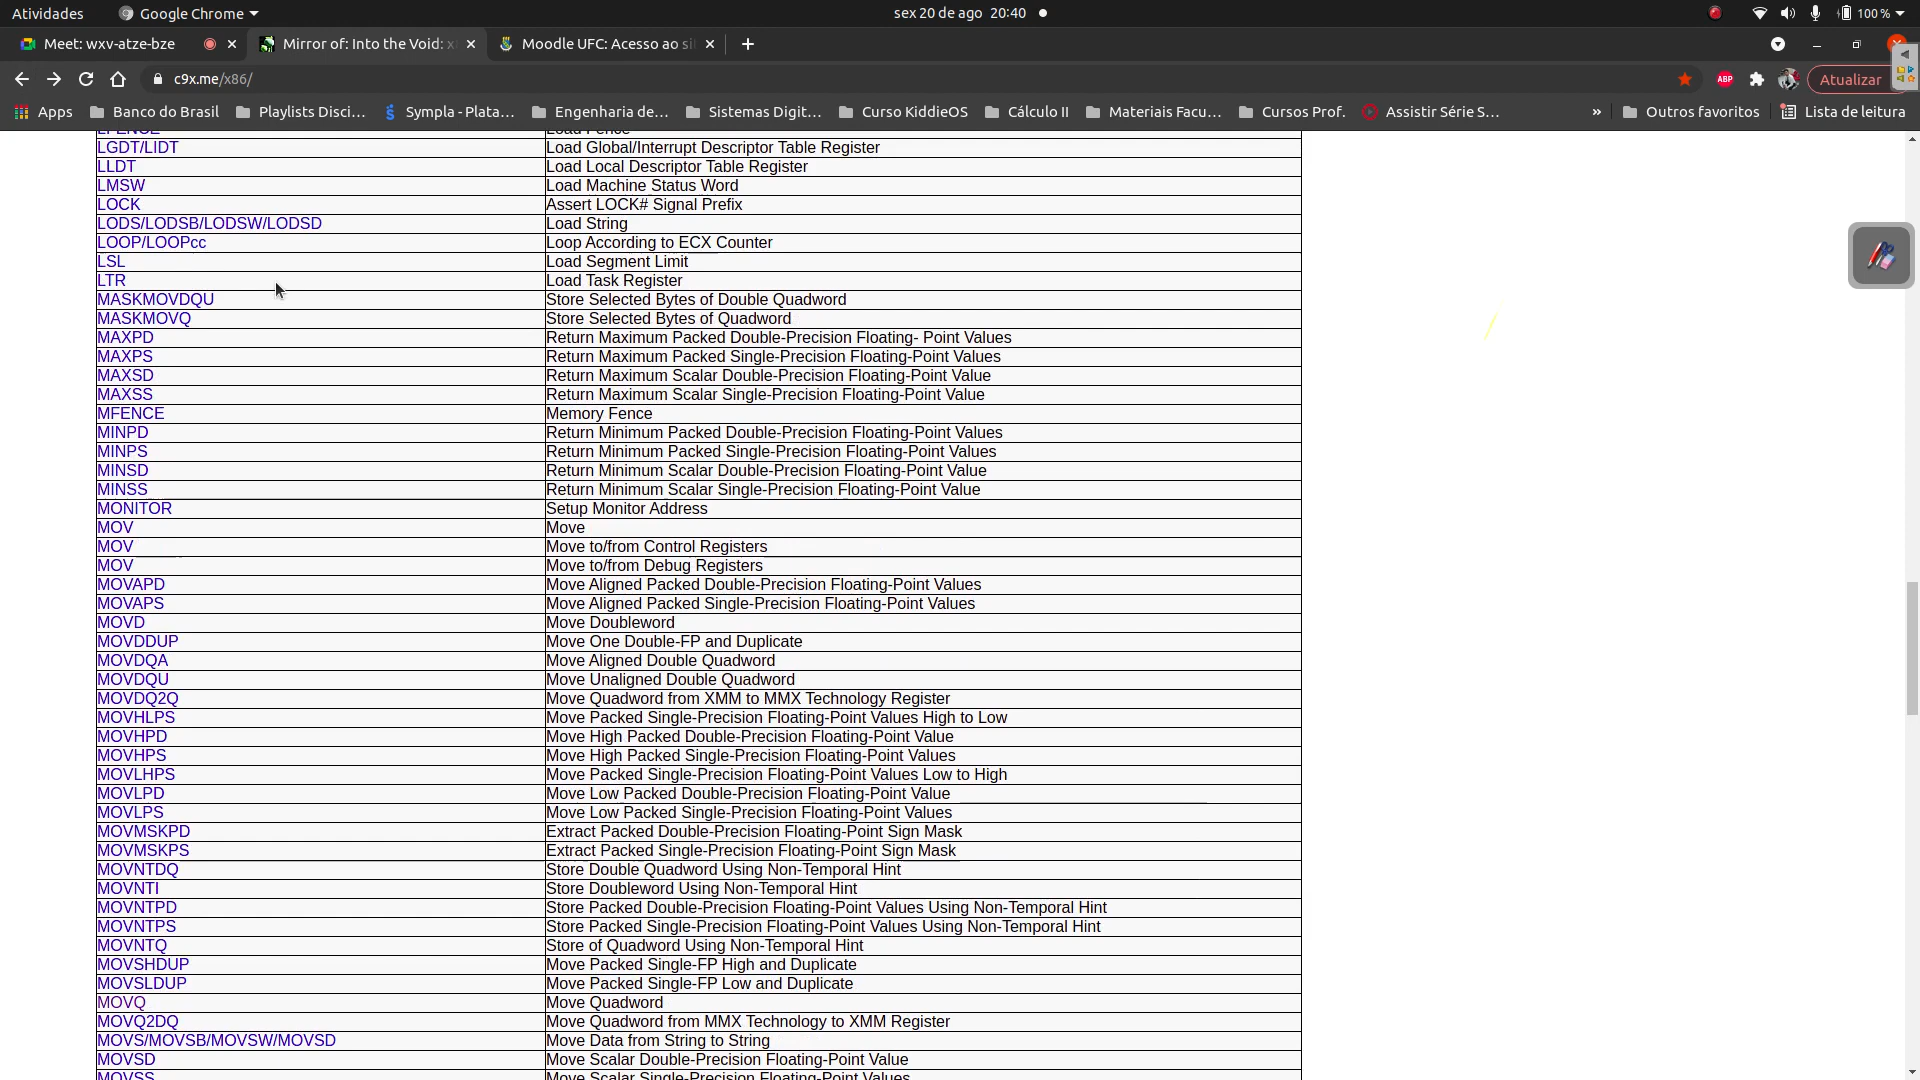 Atividades Google Chrome sex 20 de ago 20:40 100 %
Meet: wxv-atze-bze Mirror of: Into the Void: x Moodle UFC: Acesso ao si
c9x.me/x86/ ABP Atualizar
Apps Banco do Brasil Playlists Disci... Sympla - Plata... Engenharia de... Sistemas Digit... Curso KiddieOS Cálculo II Materiais Facu... Cursos Prof. Assistir Série S... » Outros favoritos Lista de leitura
LFENCE Load Fence
LGDT/LIDT Load Global/Interrupt Descriptor Table Register
LLDT Load Local Descriptor Table Register
LMSW Load Machine Status Word
LOCK Assert LOCK# Signal Prefix
LODS/LODSB/LODSW/LODSD Load String
LOOP/LOOPcc Loop According to ECX Counter
LSL Load Segment Limit
LTR Load Task Register
MASKMOVDQU Store Selected Bytes of Double Quadword
MASKMOVQ Store Selected Bytes of Quadword
MAXPD Return Maximum Packed Double-Precision Floating- Point Values
MAXPS Return Maximum Packed Single-Precision Floating-Point Values
MAXSD Return Maximum Scalar Double-Precision Floating-Point Value
MAXSS Return Maximum Scalar Single-Precision Floating-Point Value
MFENCE Memory Fence
MINPD Return Minimum Packed Double-Precision Floating-Point Values
MINPS Return Minimum Packed Single-Precision Floating-Point Values
MINSD Return Minimum Scalar Double-Precision Floating-Point Value
MINSS Return Minimum Scalar Single-Precision Floating-Point Value
MONITOR Setup Monitor Address
MOV Move
MOV Move to/from Control Registers
MOV Move to/from Debug Registers
MOVAPD Move Aligned Packed Double-Precision Floating-Point Values
MOVAPS Move Aligned Packed Single-Precision Floating-Point Values
MOVD Move Doubleword
MOVDDUP Move One Double-FP and Duplicate
MOVDQA Move Aligned Double Quadword
MOVDQU Move Unaligned Double Quadword
MOVDQ2Q Move Quadword from XMM to MMX Technology Register
MOVHLPS Move Packed Single-Precision Floating-Point Values High to Low
MOVHPD Move High Packed Double-Precision Floating-Point Value
MOVHPS Move High Packed Single-Precision Floating-Point Values
MOVLHPS Move Packed Single-Precision Floating-Point Values Low to High
MOVLPD Move Low Packed Double-Precision Floating-Point Value
MOVLPS Move Low Packed Single-Precision Floating-Point Values
MOVMSKPD Extract Packed Double-Precision Floating-Point Sign Mask
MOVMSKPS Extract Packed Single-Precision Floating-Point Sign Mask
MOVNTDQ Store Double Quadword Using Non-Temporal Hint
MOVNTI Store Doubleword Using Non-Temporal Hint
MOVNTPD Store Packed Double-Precision Floating-Point Values Using Non-Temporal Hint
MOVNTPS Store Packed Single-Precision Floating-Point Values Using Non-Temporal Hint
MOVNTQ Store of Quadword Using Non-Temporal Hint
MOVSHDUP Move Packed Single-FP High and Duplicate
MOVSLDUP Move Packed Single-FP Low and Duplicate
MOVQ Move Quadword
MOVQ2DQ Move Quadword from MMX Technology to XMM Register
MOVS/MOVSB/MOVSW/MOVSD Move Data from String to String
MOVSD Move Scalar Double-Precision Floating-Point Value
MOVSS Move Scalar Single-Precision Floating-Point Values